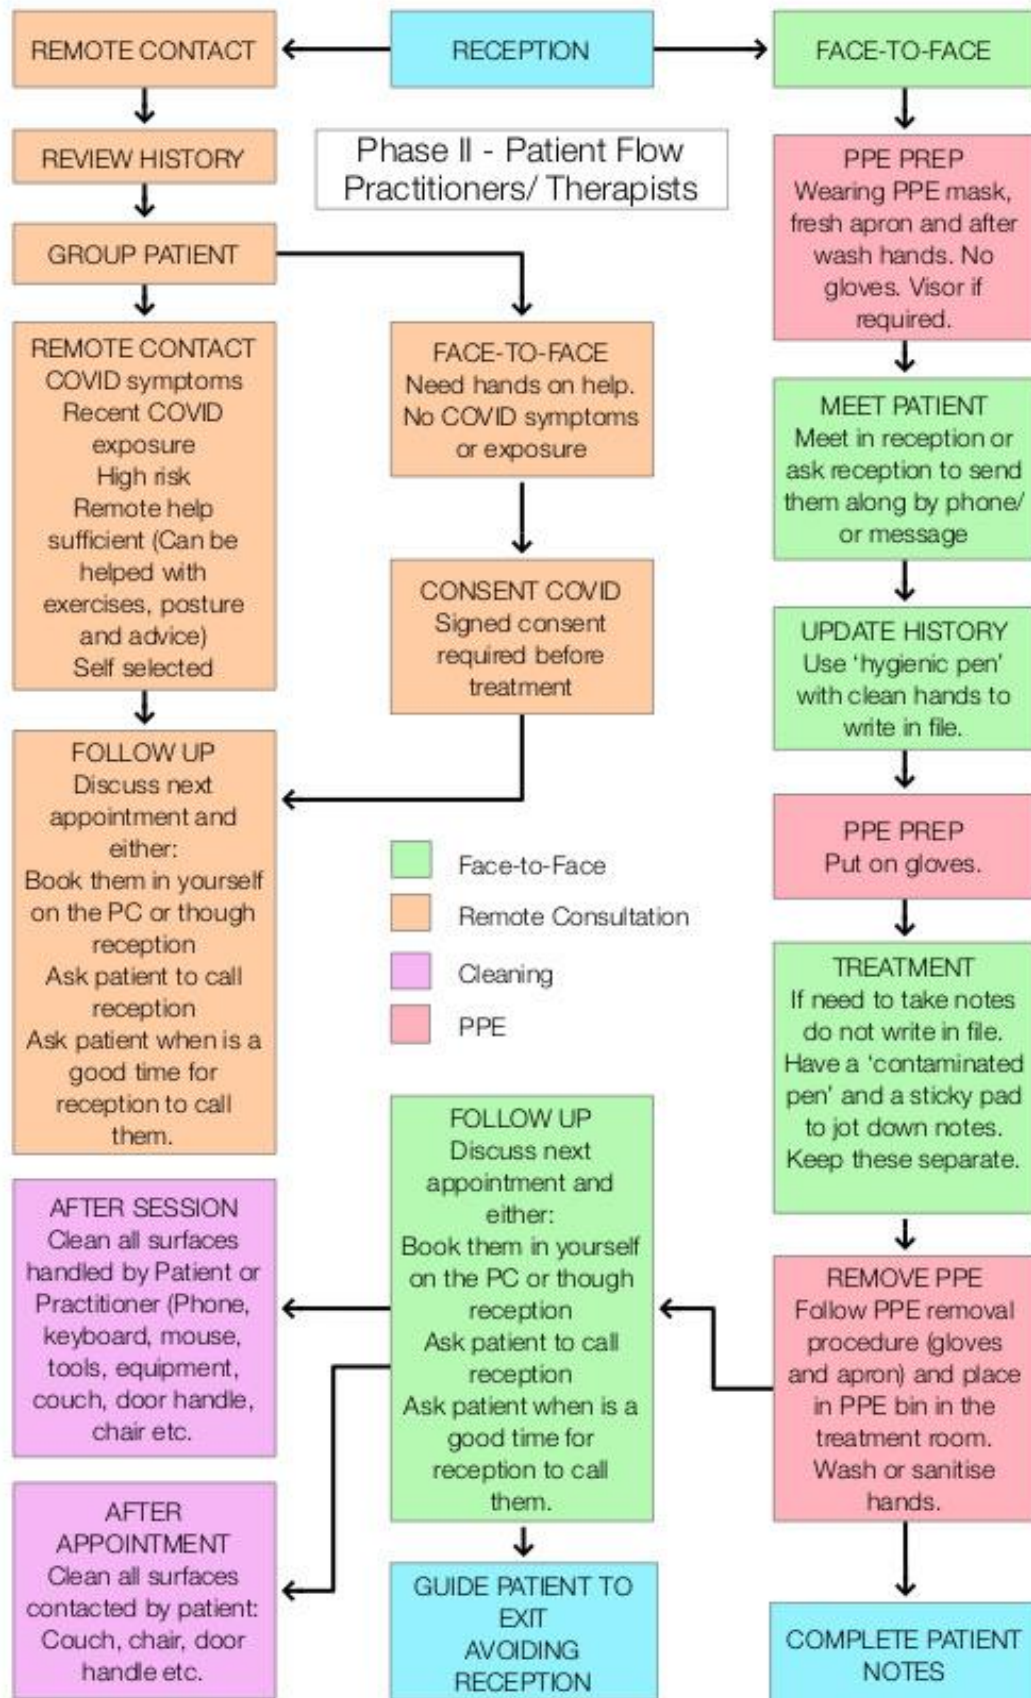 REMOTE CONTACT
RECEPTION
FACE-TO-FACE
REVIEW HISTORY
Phase II - Patient Flow
Practitioners/ Therapists
GROUP PATIENT
REMOTE CONTACT
COVID symptoms
Recent COVID
exposure
High risk
Remote help
sufficient (Can be
helped with
exercises, posture
and advice)
Self selected
FACE-TO-FACE
Need hands on help.
No COVID symptoms
or exposure
CONSENT COVID
Signed consent
required before
treatment
FOLLOW UP
Discuss next
appointment and
either:
Book them in yourself
on the PC or though
reception
Ask patient to call
reception
Ask patient when is a
good time for
reception to call
them.
PPE PREP
Wearing PPE mask,
fresh apron and after
wash hands. No
gloves. Visor if
required.
MEET PATIENT
Meet in reception or
ask reception to send
them along by phone/
or message
UPDATE HISTORY
Use ‘hygienic pen’
with clean hands to
write in file.
PPE PREP
Put on gloves.
TREATMENT
If need to take notes
do not write in file.
Have a ‘contaminated
pen’ and a sticky pad
to jot down notes.
Keep these separate.
REMOVE PPE
Follow PPE removal
procedure (gloves
and apron) and place
in PPE bin in the
treatment room.
Wash or sanitise
hands.
COMPLETE PATIENT
NOTES
Face-to-Face
Remote Consultation
Cleaning
PPE
FOLLOW UP
Discuss next
appointment and
either:
Book them in yourself
on the PC or though
reception
Ask patient to call
reception
Ask patient when is a
good time for
reception to call
them.
GUIDE PATIENT TO
EXIT
AVOIDING
RECEPTION
AFTER SESSION
Clean all surfaces
handled by Patient or
Practitioner (Phone,
keyboard, mouse,
tools, equipment,
couch, door handle,
chair etc.
AFTER
APPOINTMENT
Clean all surfaces
contacted by patient:
Couch, chair, door
handle etc.